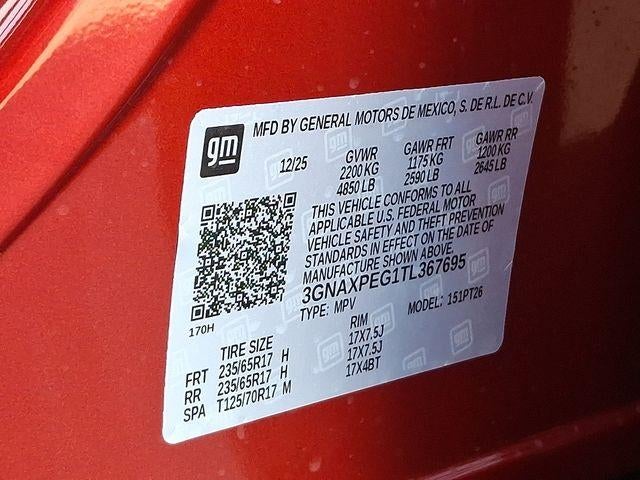 gm
MFD BY GENERAL MOTORS DE MEXICO, S. DE R.L. DE C.V.
12/25 GVWR GAWR FRT GAWR RR
2200 KG 1175 KG 1200 KG
4850 LB 2590 LB 2645 LB
THIS VEHICLE CONFORMS TO ALL
APPLICABLE U.S. FEDERAL MOTOR
VEHICLE SAFETY AND THEFT PREVENTION
STANDARDS IN EFFECT ON THE DATE OF
MANUFACTURE SHOWN ABOVE.
3GNAXPEG1TL367695
TYPE: MPV MODEL: 151PT26
170H
TIRE SIZE RIM
FRT 235/65R17 H 17X7.5J
RR 235/65R17 H 17X7.5J
SPA T125/70R17 M 17X4BT